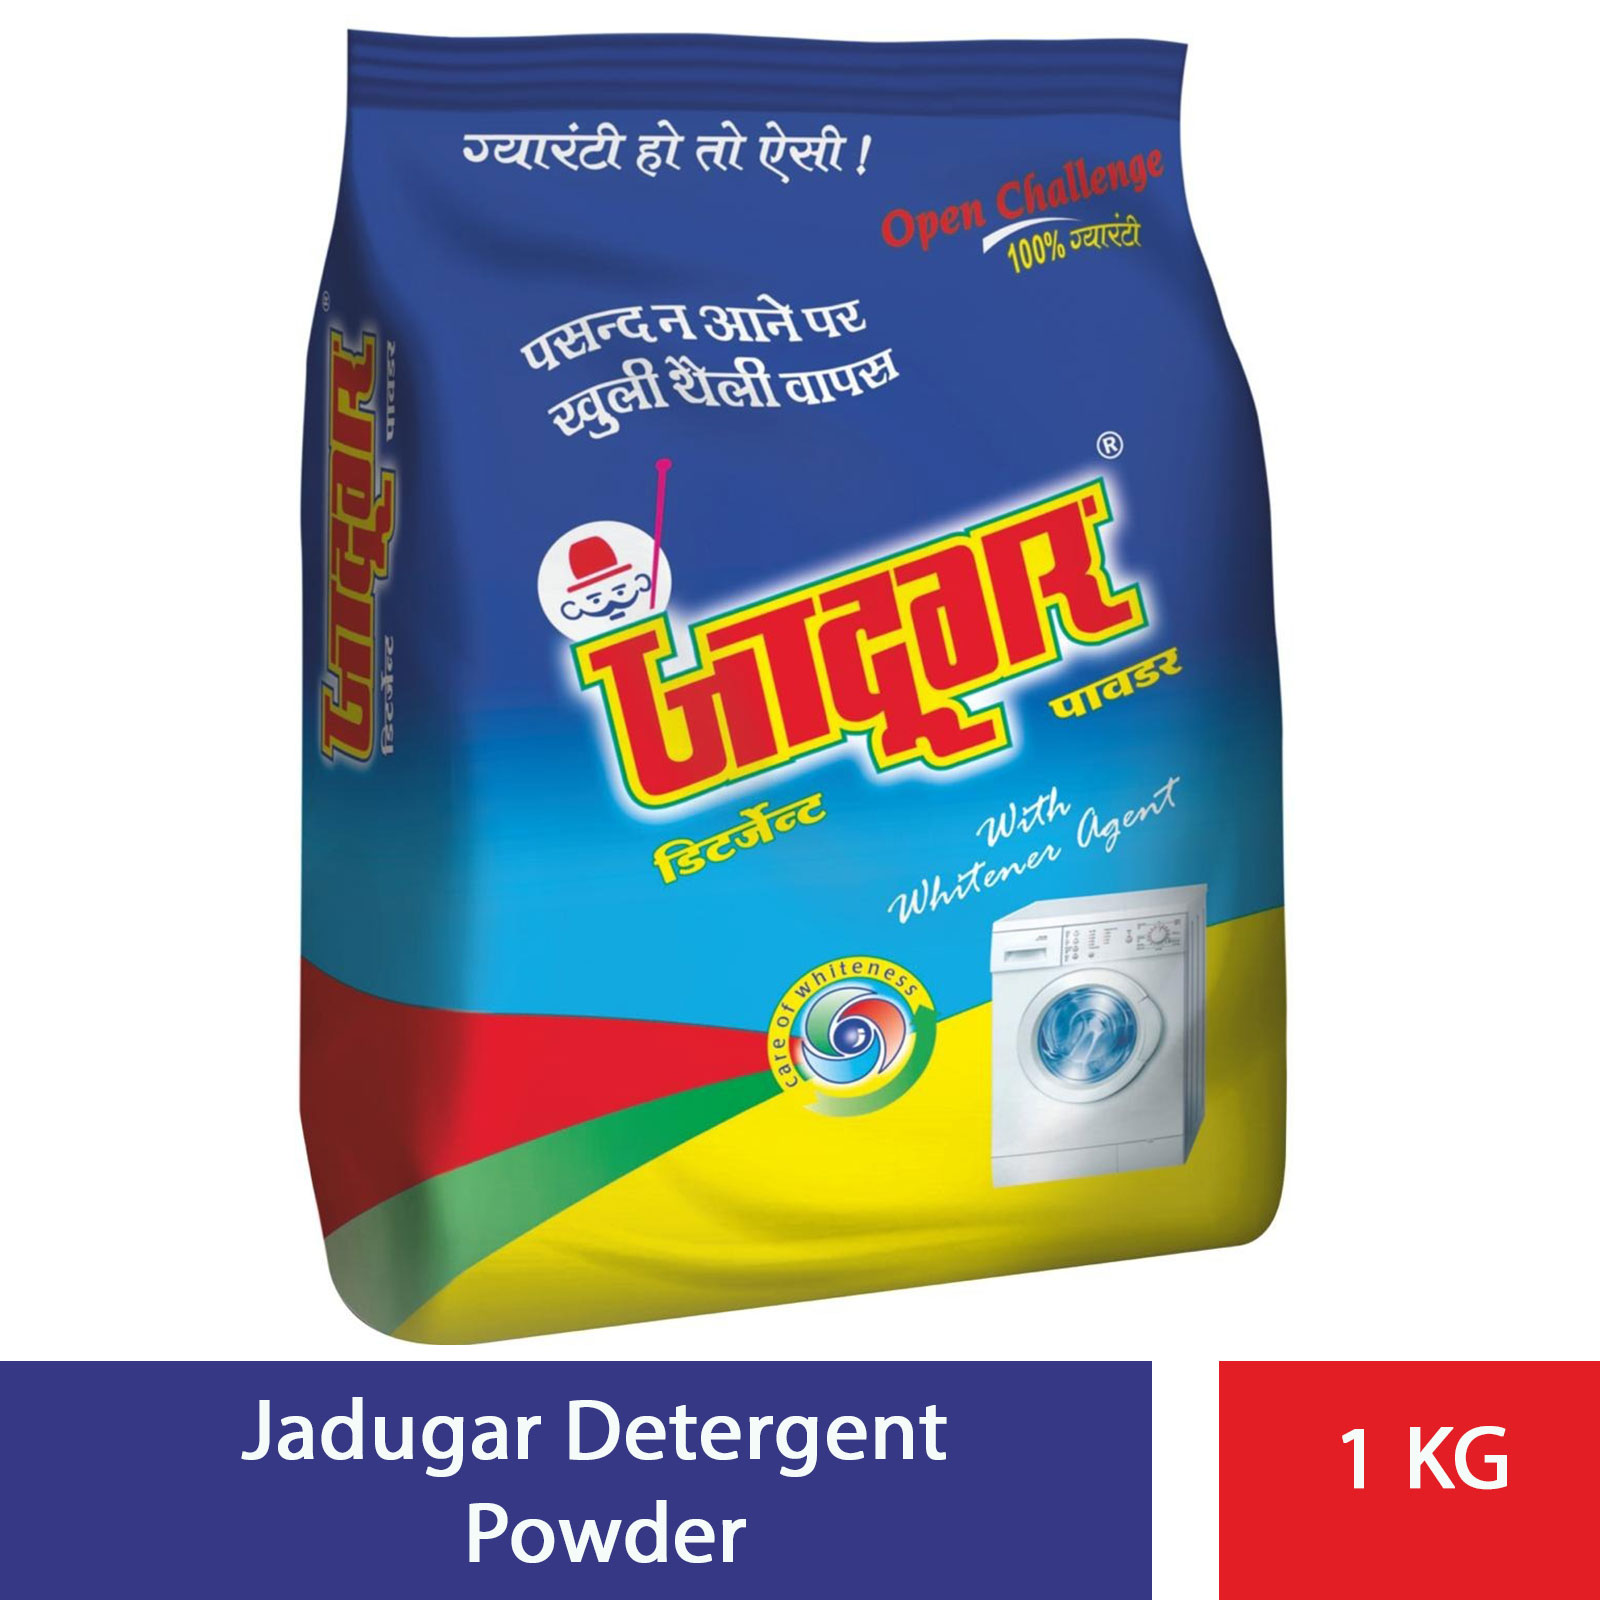 ग्यारंटी हो तो ऐसी !
Open Challenge
100% ग्यारंटी
पसन्द न आने पर
खुली थैली वापस
®
जादूगर
पावडर
डिटर्जेन्ट
With
Whitener Agent
care of whiteness
®
जादूगर
डिटर्जेन्ट पावडर
Jadugar Detergent
Powder
1 KG